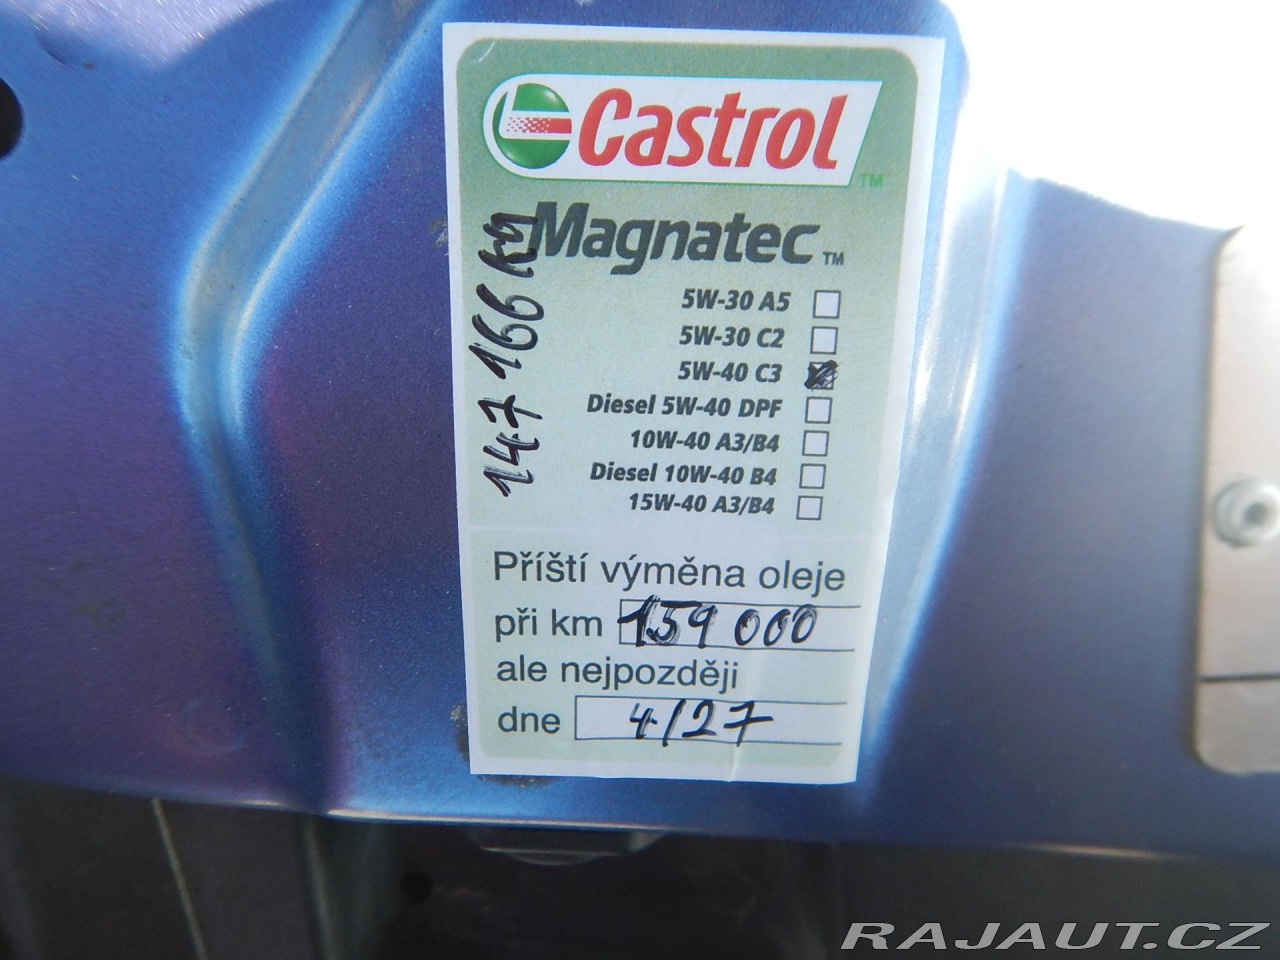 Castrol TM
Magnatec TM
147 166 km
5W-30 A5
5W-30 C2
5W-40 C3
Diesel 5W-40 DPF
10W-40 A3/B4
Diesel 10W-40 B4
15W-40 A3/B4
Příští výměna oleje
při km 159 000
ale nejpozději
dne 4/27
RAJAUT.CZ